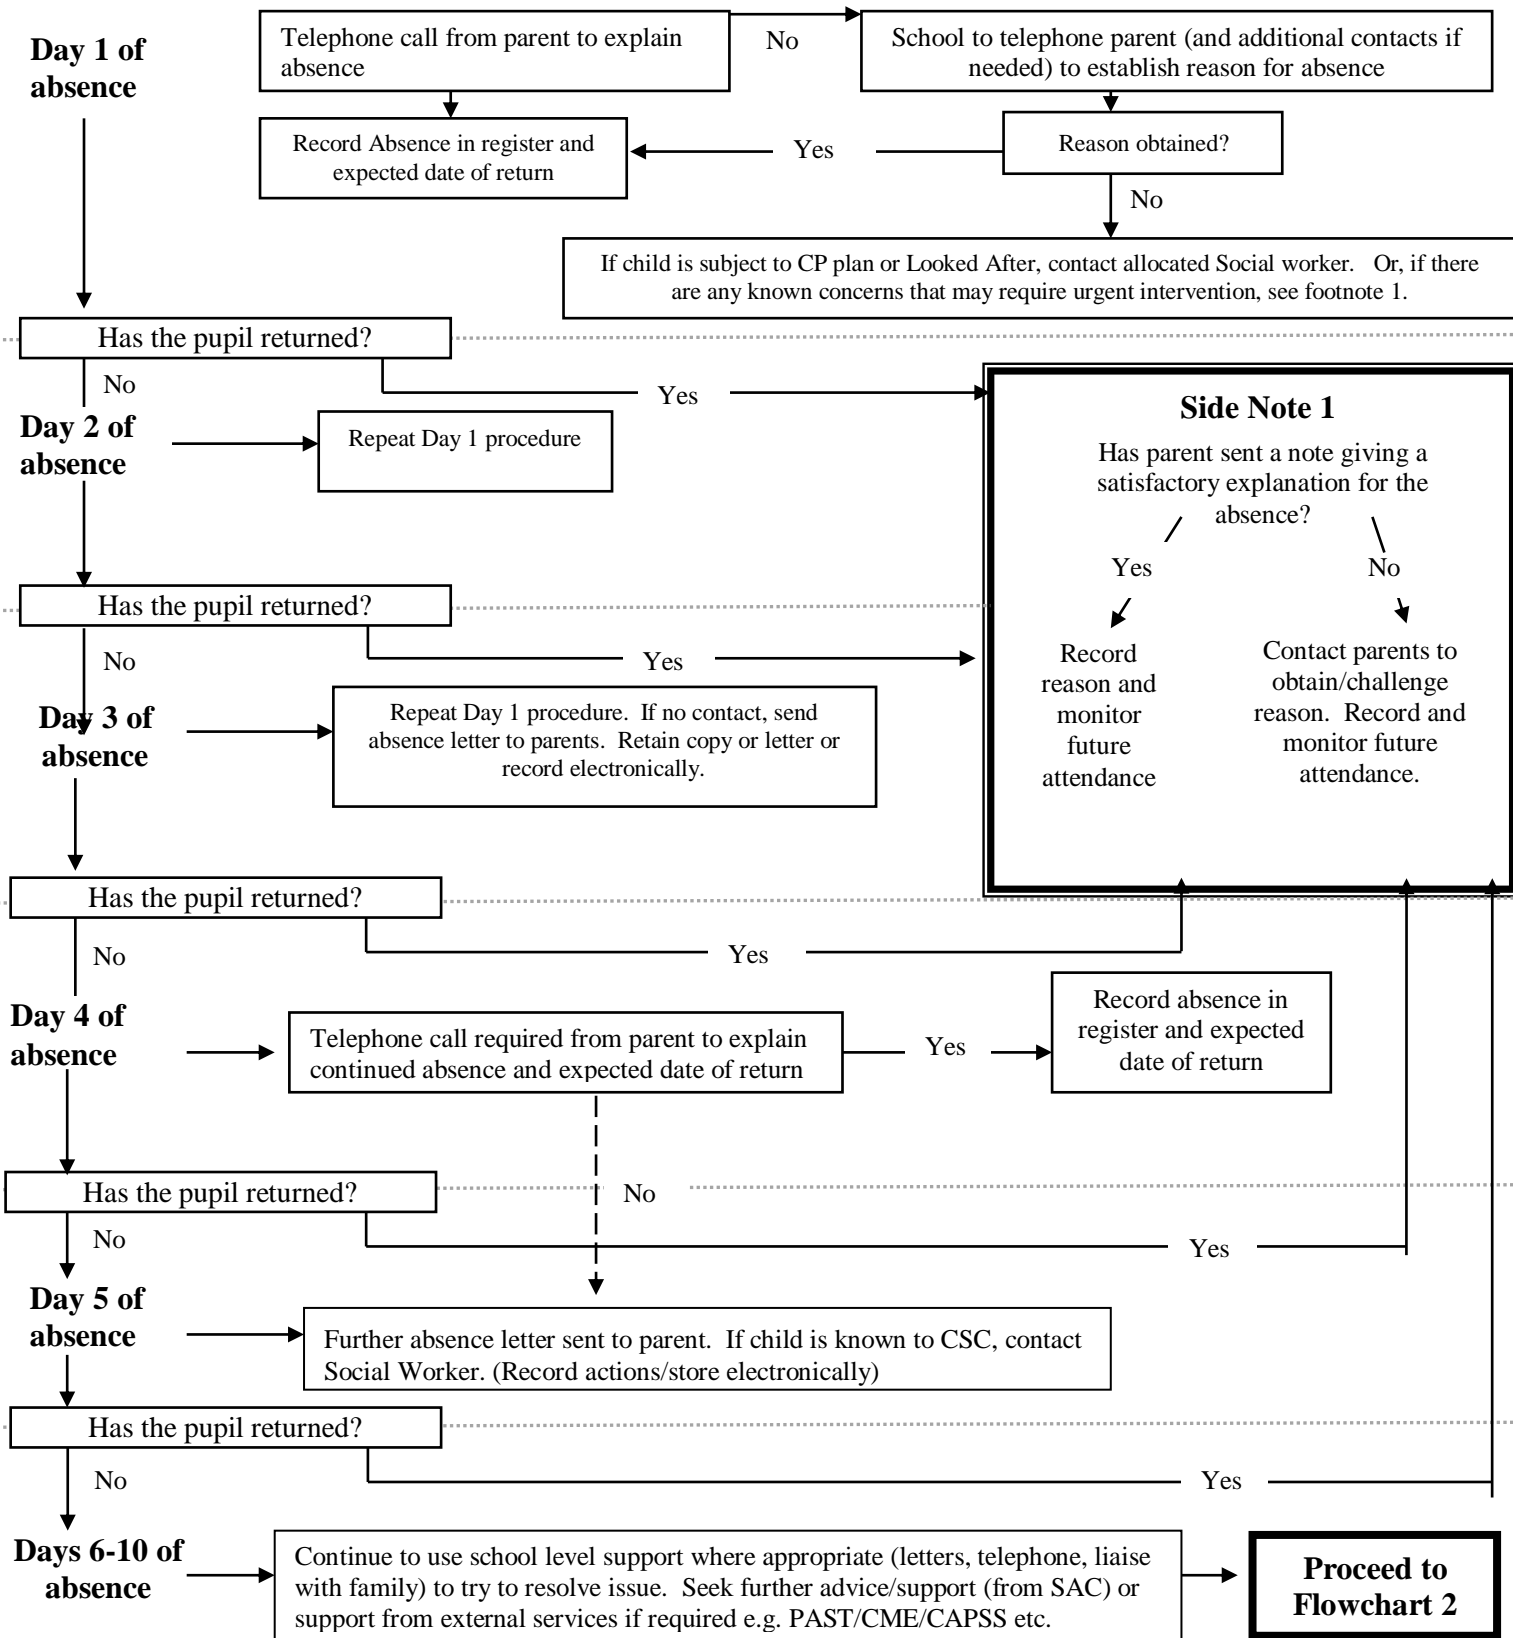 Day 1 of
absence
Telephone call from parent to explain
absence
No
School to telephone parent (and additional contacts if
needed) to establish reason for absence
Record Absence in register and
expected date of return
Yes
Reason obtained?
No
If child is subject to CP plan or Looked After, contact allocated Social worker.   Or, if there
are any known concerns that may require urgent intervention, see footnote 1.
Has the pupil returned?
No
Yes
Day 2 of
absence
Repeat Day 1 procedure
Side Note 1
Has parent sent a note giving a
satisfactory explanation for the
absence?
Yes
No
Record
reason and
monitor
future
attendance
Contact parents to
obtain/challenge
reason.  Record and
monitor future
attendance.
Has the pupil returned?
No
Yes
Day 3 of
absence
Repeat Day 1 procedure.  If no contact, send
absence letter to parents.  Retain copy or letter or
record electronically.
Has the pupil returned?
No
Yes
Day 4 of
absence
Telephone call required from parent to explain
continued absence and expected date of return
Yes
Record absence in
register and expected
date of return
Has the pupil returned?
No
No
Yes
Day 5 of
absence
Further absence letter sent to parent.  If child is known to CSC, contact
Social Worker. (Record actions/store electronically)
Has the pupil returned?
No
Yes
Days 6-10 of
absence
Continue to use school level support where appropriate (letters, telephone, liaise
with family) to try to resolve issue.  Seek further advice/support (from SAC) or
support from external services if required e.g. PAST/CME/CAPSS etc.
Proceed to
Flowchart 2